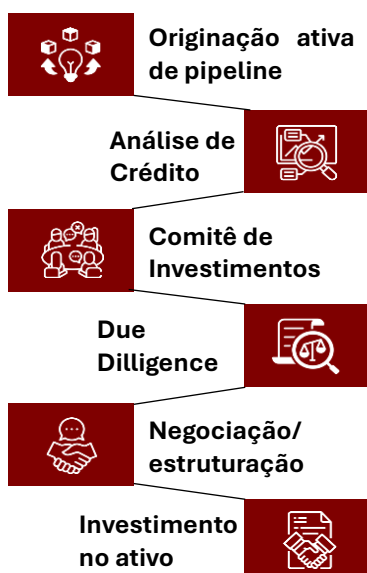 Originação ativa
de pipeline
Análise de
Crédito
Comitê de
Investimentos
Due
Dilligence
Negociação/
estruturação
Investimento
no ativo